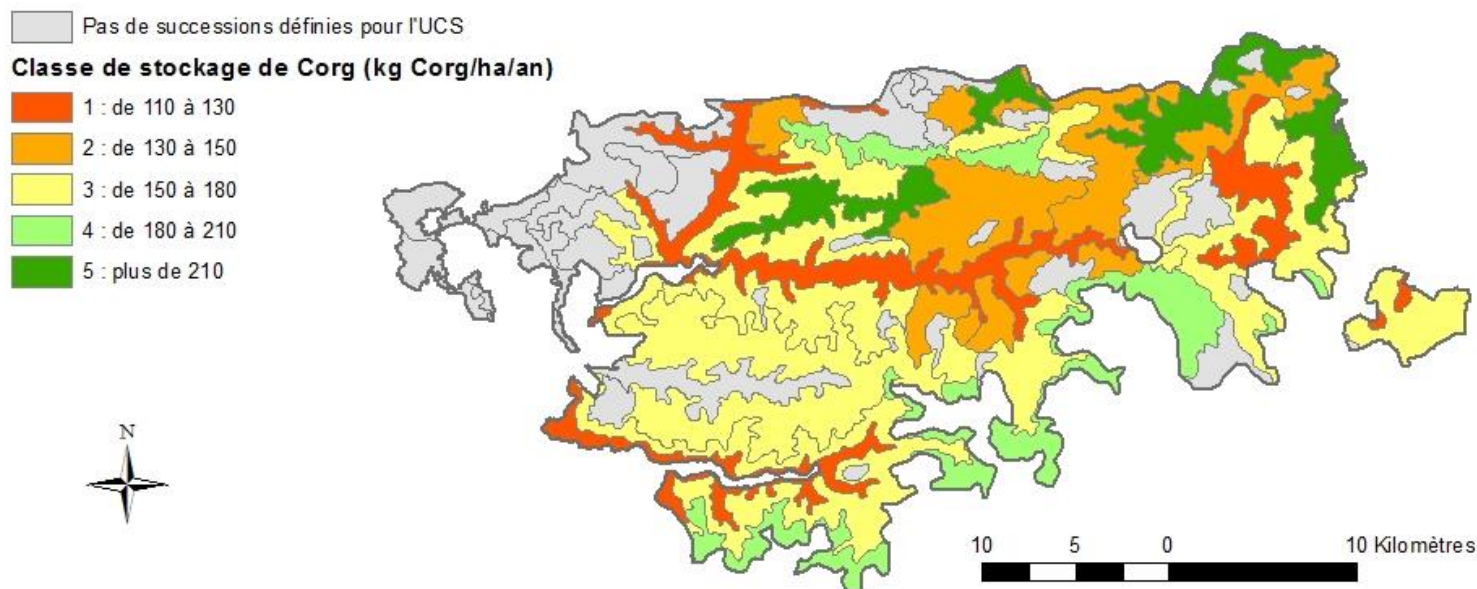 Pas de successions définies pour l'UCS
Classe de stockage de Corg (kg Corg/ha/an)
1 : de 110 à 130
2 : de 130 à 150
3 : de 150 à 180
4 : de 180 à 210
5 : plus de 210
N
10 5 0 10 Kilomètres